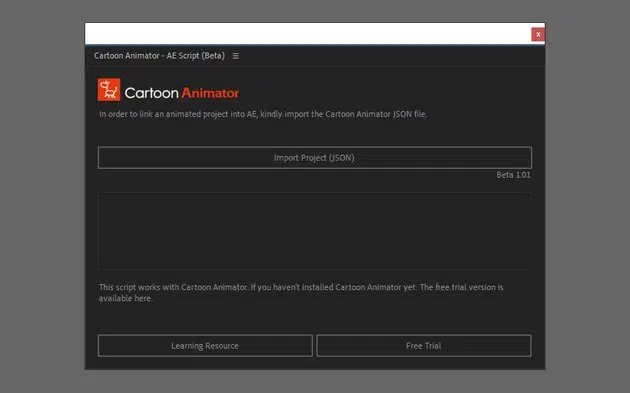 x
Cartoon Animator - AE Script (Beta)
Cartoon Animator
In order to link an animated project into AE, kindly import the Cartoon Animator JSON file.
Import Project (JSON)
Beta 1.01
This script works with Cartoon Animator. If you haven't installed Cartoon Animator yet. The free trial version is
available here.
Learning Resource
Free Trial